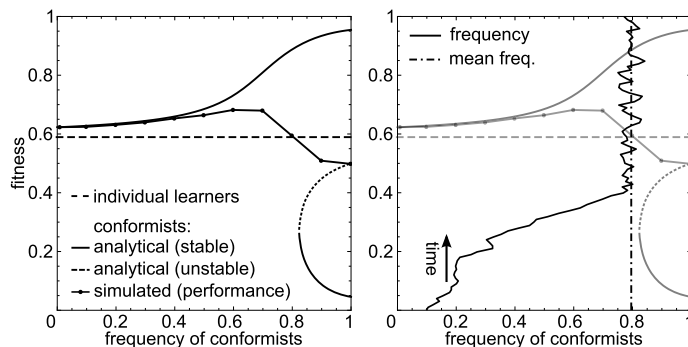 1
0.8
0.6
0.4
0.2
fitness
individual learners
conformists:
analytical (stable)
analytical (unstable)
simulated (performance)
0 0.2 0.4 0.6 0.8 1
frequency of conformists
1
0.8
0.6
0.4
0.2
frequency
mean freq.
time
0 0.2 0.4 0.6 0.8 1
frequency of conformists